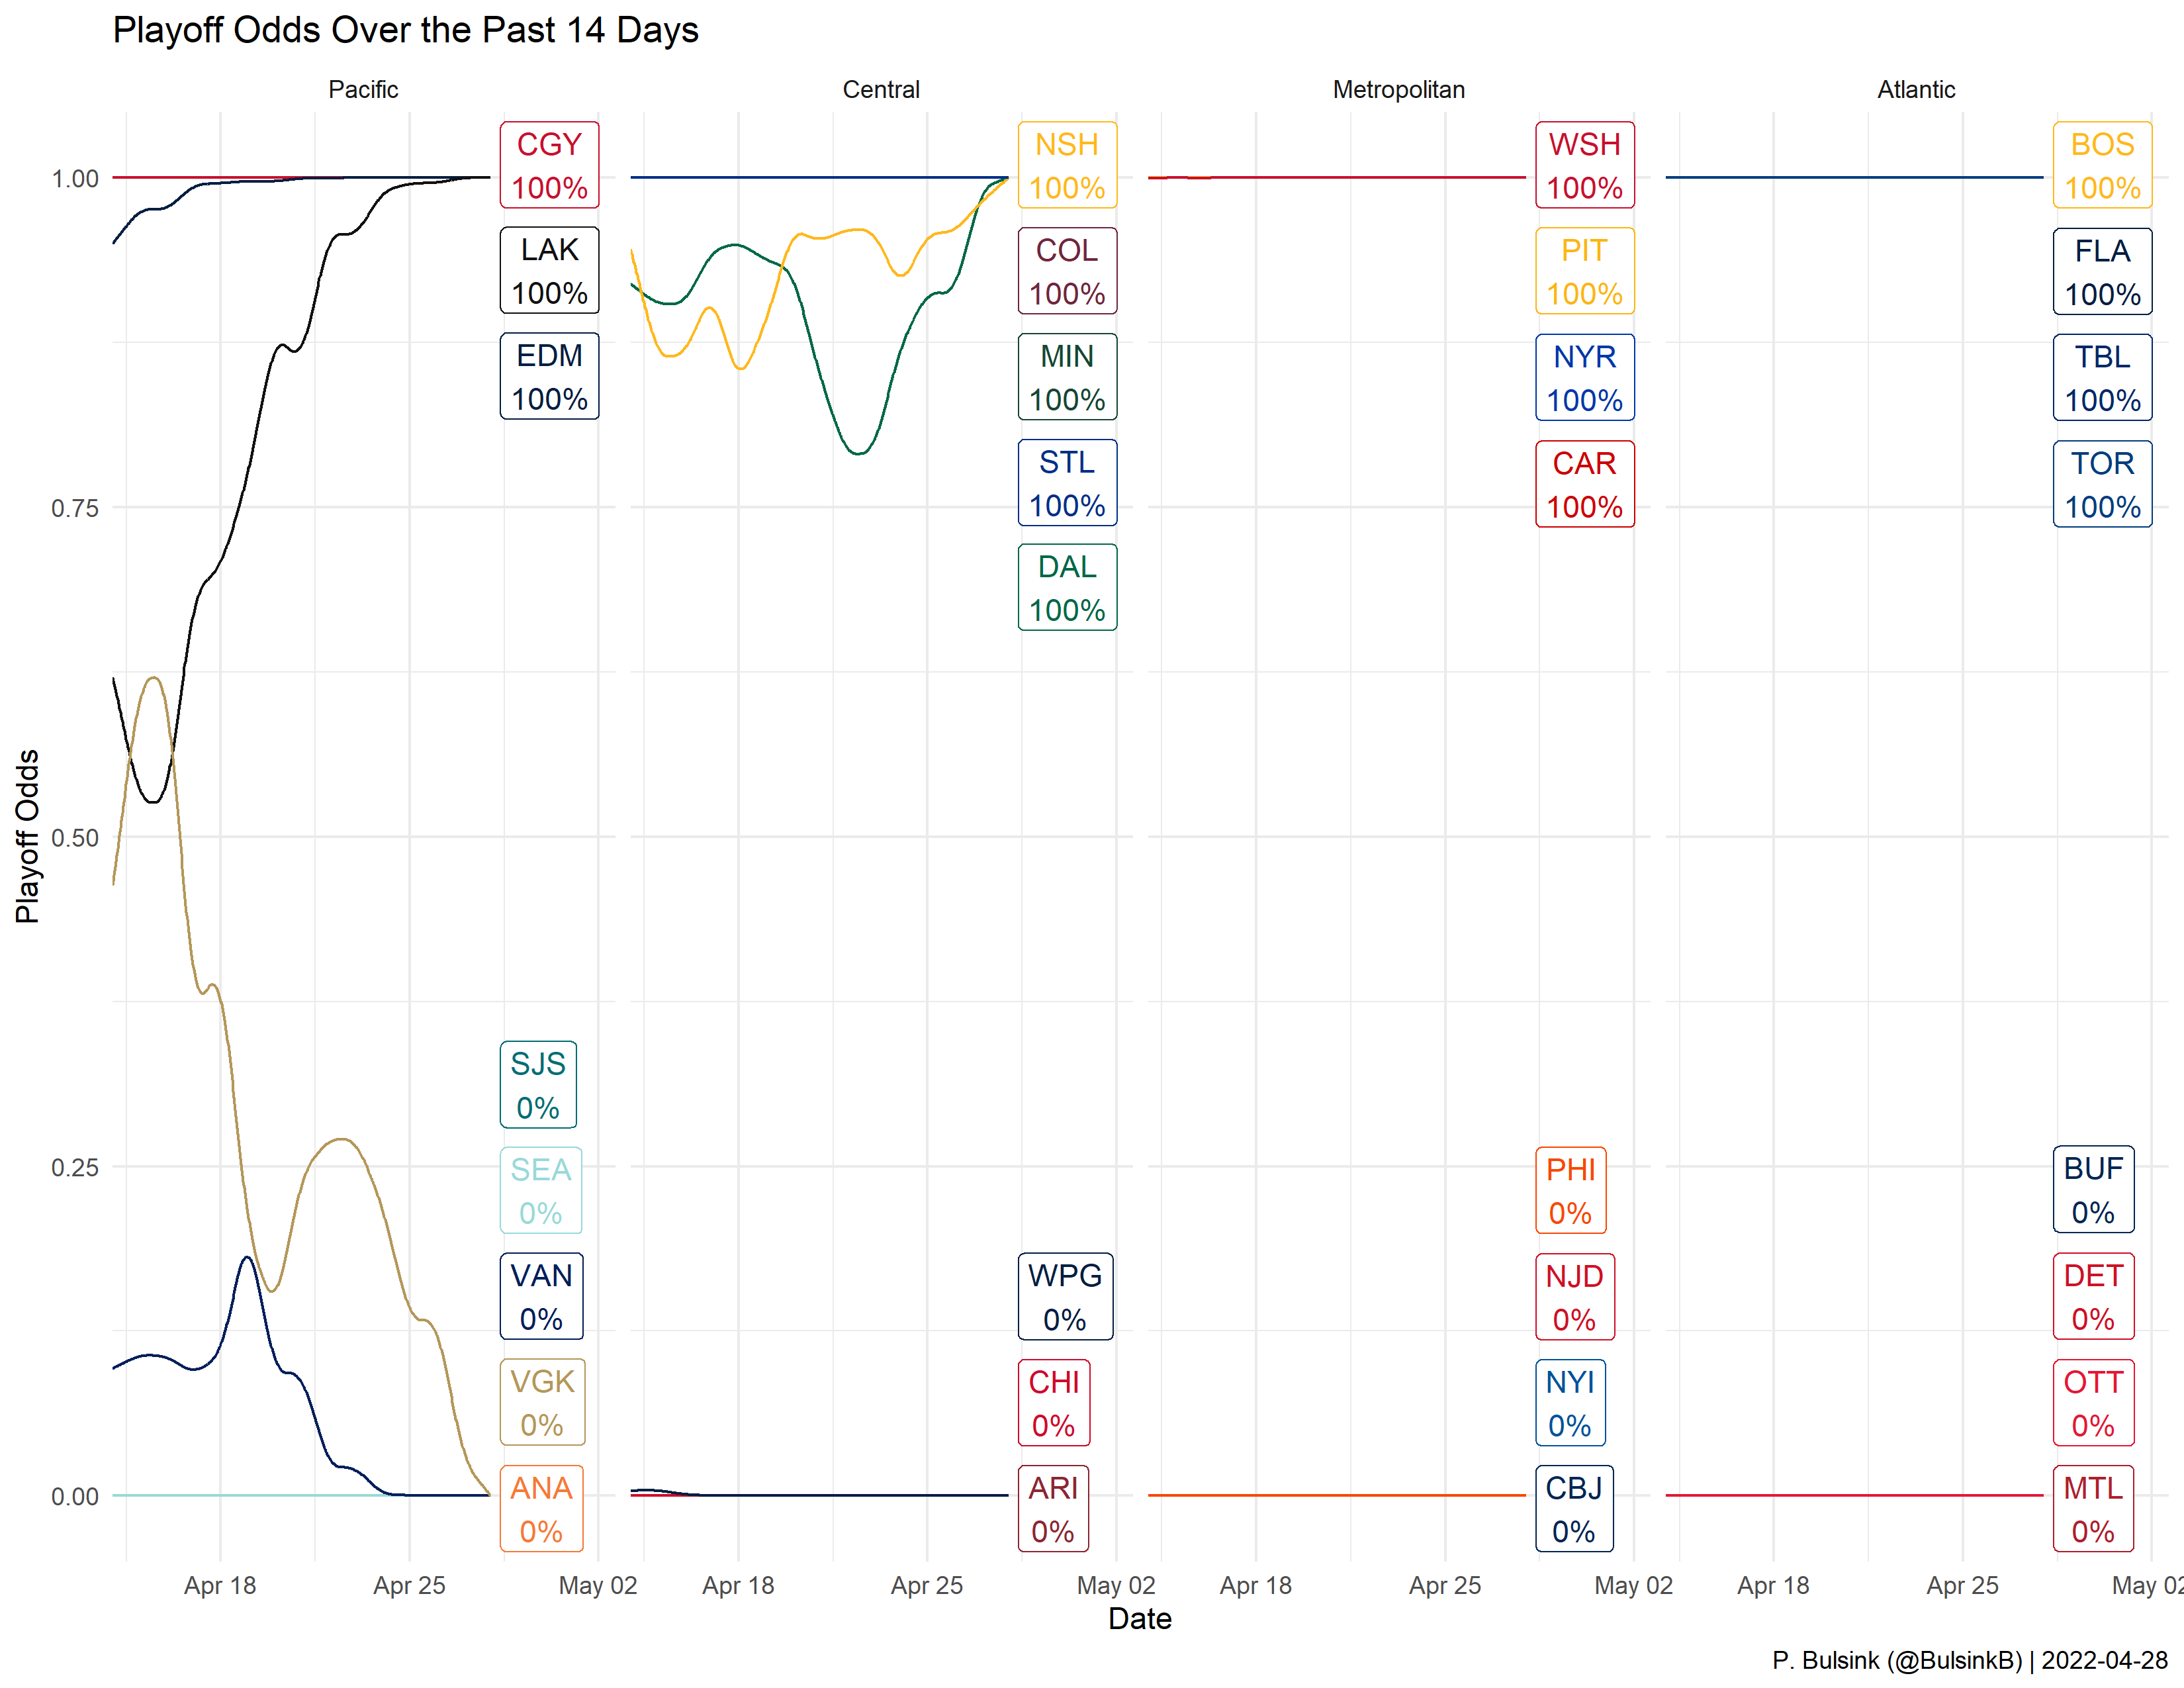 Playoff Odds Over the Past 14 Days
Pacific
Central
Metropolitan
Atlantic
Playoff Odds
1.00
0.75
0.50
0.25
0.00
CGY
100%
LAK
100%
EDM
100%
SJS
0%
SEA
0%
VAN
0%
VGK
0%
ANA
0%
NSH
100%
COL
100%
MIN
100%
STL
100%
DAL
100%
WPG
0%
CHI
0%
ARI
0%
WSH
100%
PIT
100%
NYR
100%
CAR
100%
PHI
0%
NJD
0%
NYI
0%
CBJ
0%
BOS
100%
FLA
100%
TBL
100%
TOR
100%
BUF
0%
DET
0%
OTT
0%
MTL
0%
Apr 18
Apr 25
May 02
Apr 18
Apr 25
May 02
Apr 18
Apr 25
May 02
Apr 18
Apr 25
May 02
Date
P. Bulsink (@BulsinkB) | 2022-04-28